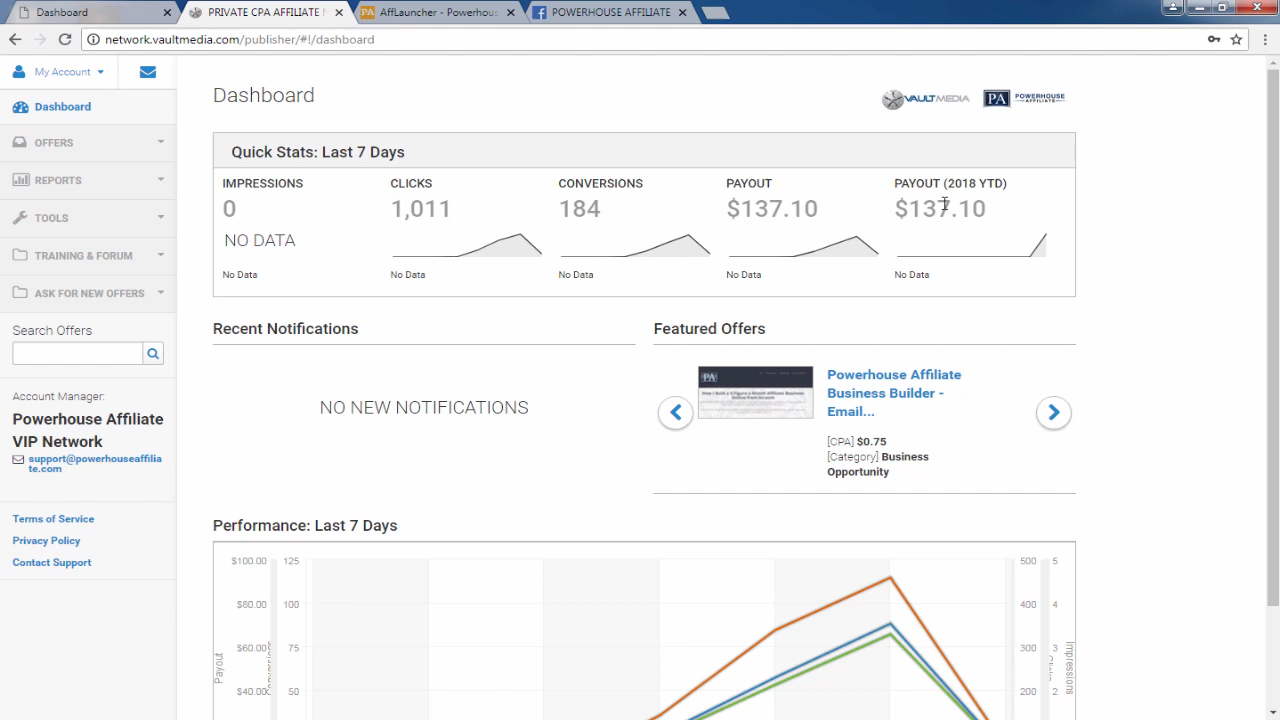 Dashboard
PRIVATE CPA AFFILIATE
AffLauncher - Powerhous
POWERHOUSE AFFILIATE
network.vaultmedia.com/publisher/#!/dashboard
My Account
Dashboard
OFFERS
REPORTS
TOOLS
TRAINING & FORUM
ASK FOR NEW OFFERS
Search Offers
Account Manager:
Powerhouse Affiliate
VIP Network
support@powerhouseaffilia
te.com
Terms of Service
Privacy Policy
Contact Support
Dashboard
VAULTMEDIA
PA POWERHOUSE
AFFILIATE
Quick Stats: Last 7 Days
IMPRESSIONS
0
NO DATA
No Data
CLICKS
1,011
No Data
CONVERSIONS
184
No Data
PAYOUT
$137.10
No Data
PAYOUT (2018 YTD)
$137.10
No Data
Recent Notifications
NO NEW NOTIFICATIONS
Featured Offers
PA
Powerhouse Affiliate
Business Builder -
Email...
[CPA] $0.75
[Category] Business
Opportunity
Performance: Last 7 Days
$100.00 125 500 5
$80.00 100 400 4
$60.00 75 300 3
$40.00 50 200 2
Payout
Impressions